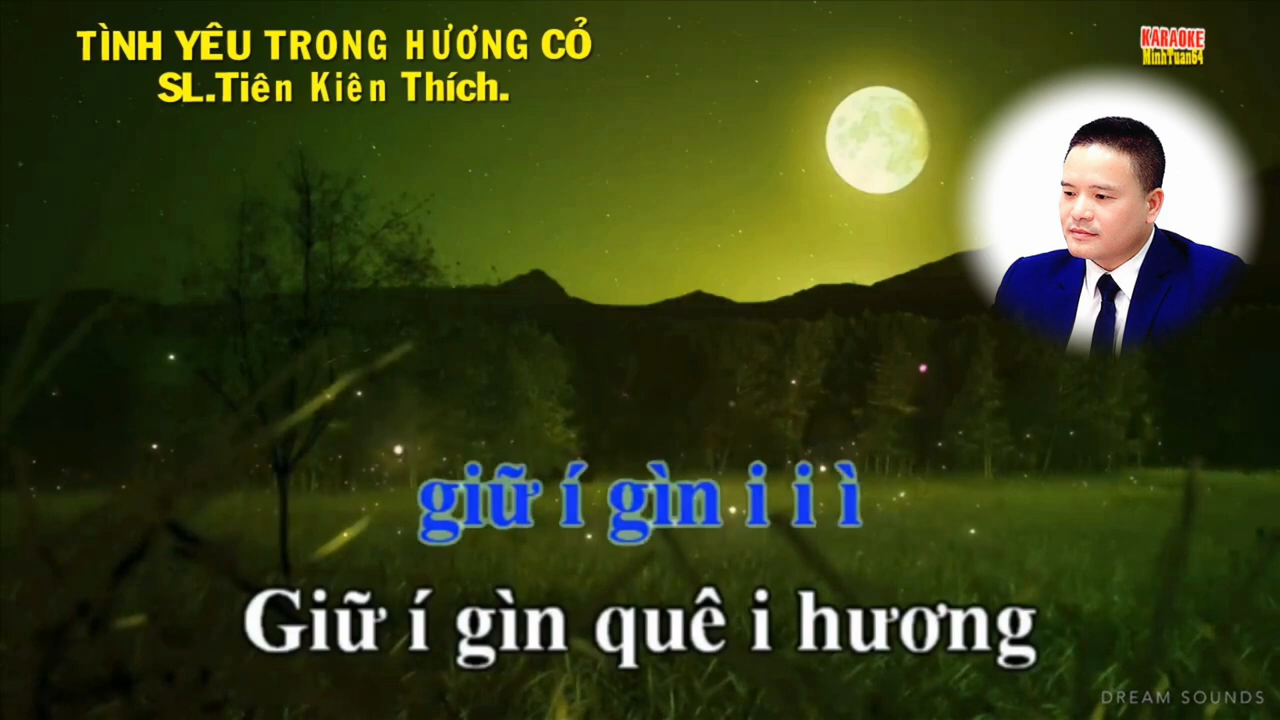 TÌNH YÊU TRONG HƯƠNG CỎ
SL.Tiên Kiên Thích.
KARAOKE
MinhTuan64
giữ í gìn i i ì
Giữ í gìn quê i hương
DREAM SOUNDS